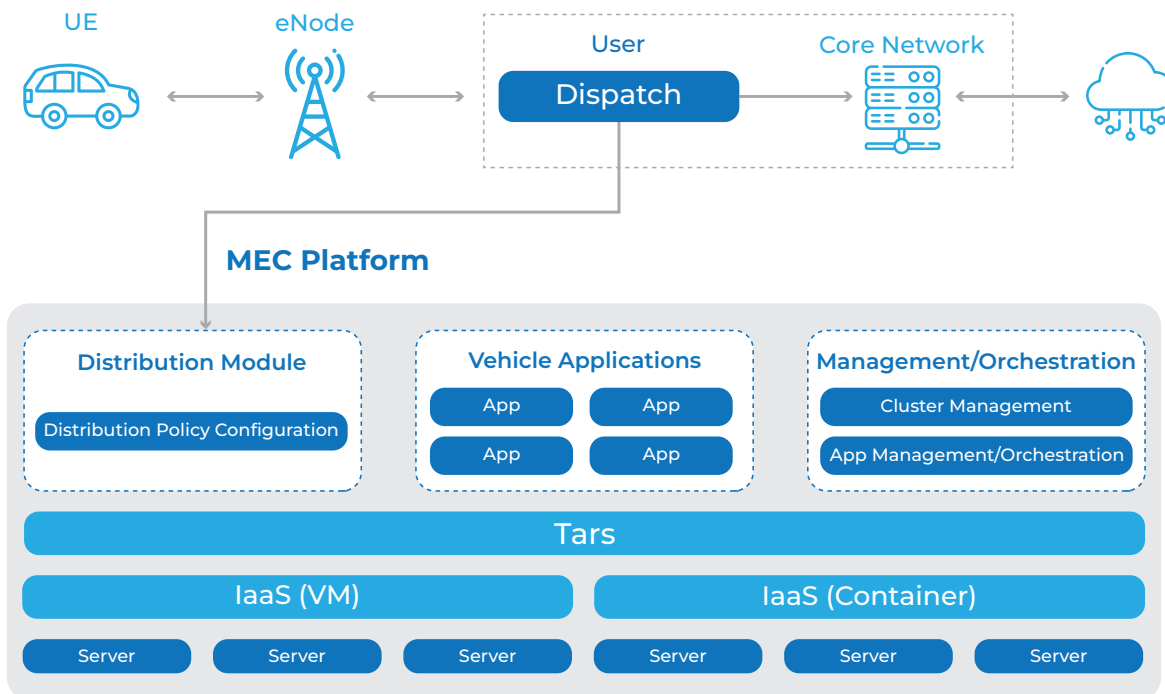 UE
eNode
User
Dispatch
Core Network
MEC Platform
Distribution Module
Distribution Policy Configuration
Vehicle Applications
App
App
App
App
Management/Orchestration
Cluster Management
App Management/Orchestration
Tars
IaaS (VM)
IaaS (Container)
Server
Server
Server
Server
Server
Server